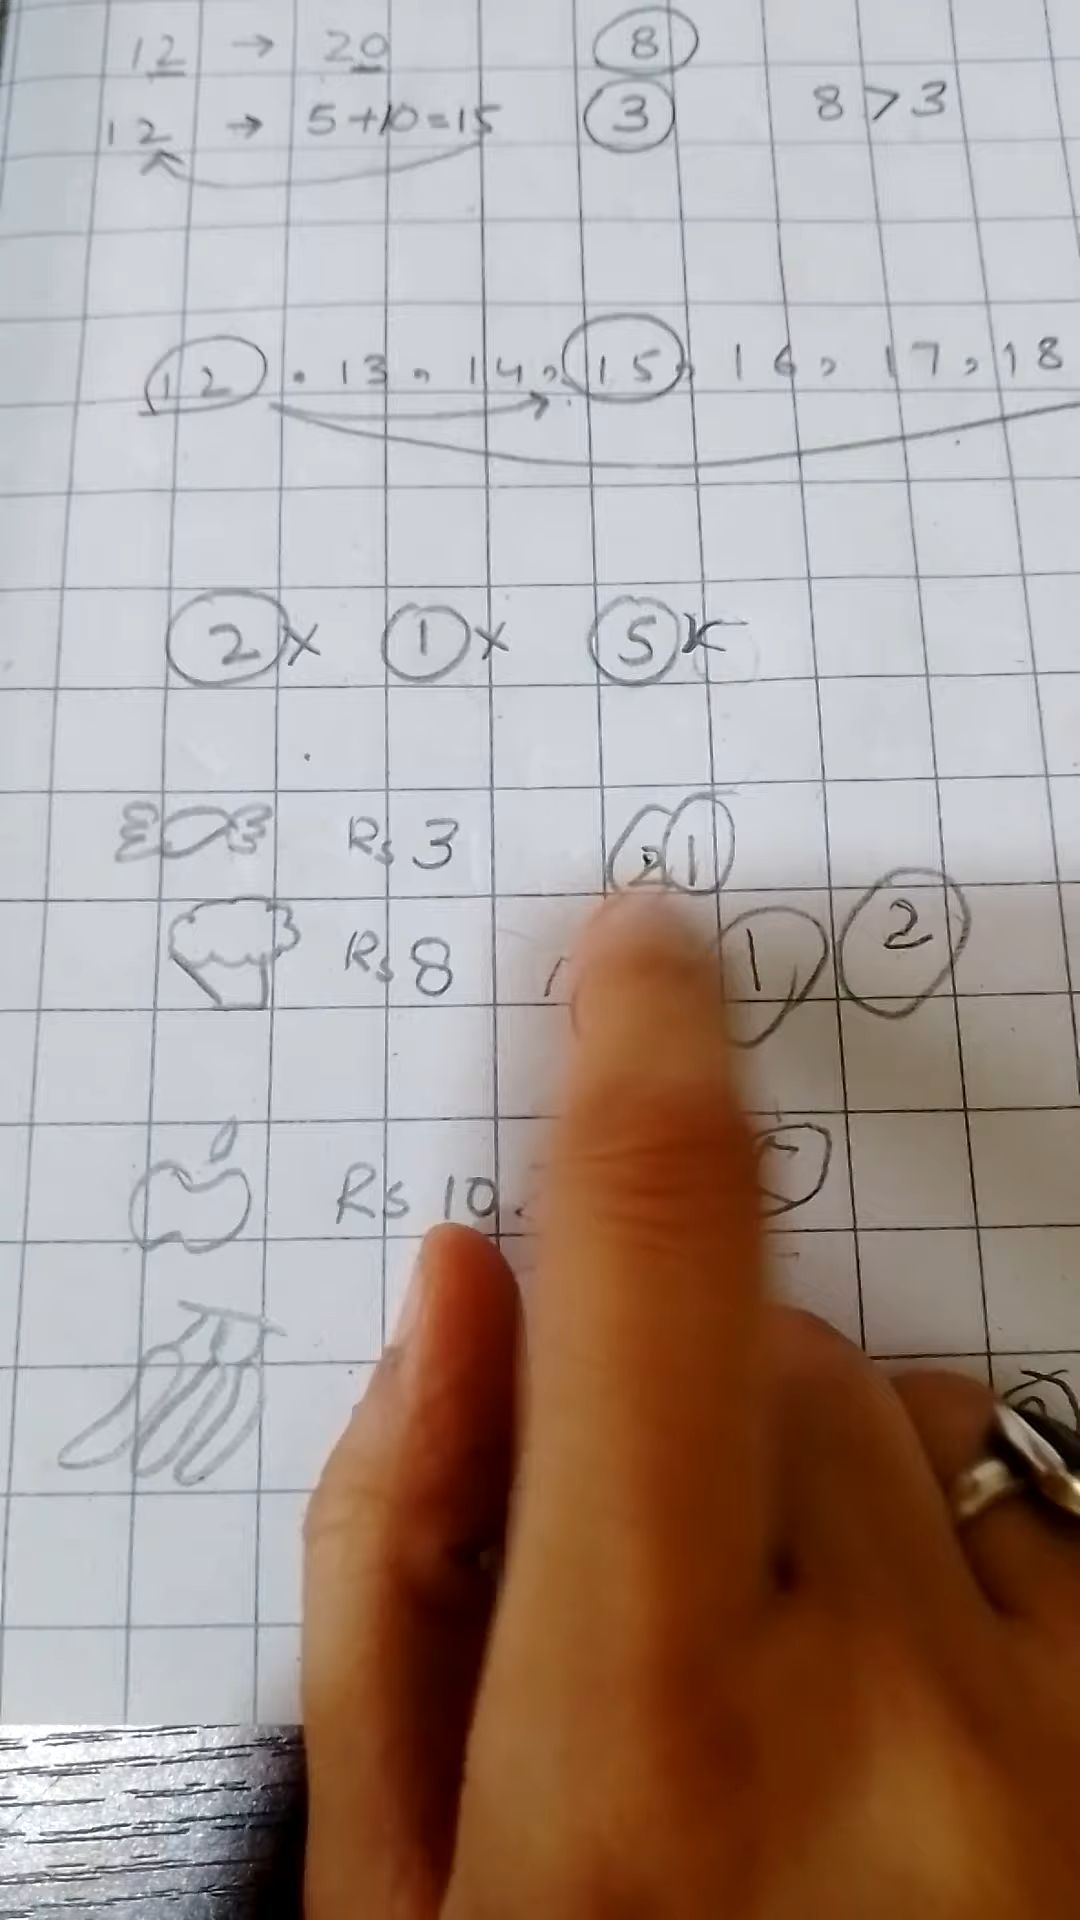 12 → 20 8
12 → 5+10=15 3 8 > 3
12 . 13 , 14 , 15 , 16 , 17 , 18
2 x 1 x 5 x
Rs 3 2 1
Rs 8 1 2
Rs 10